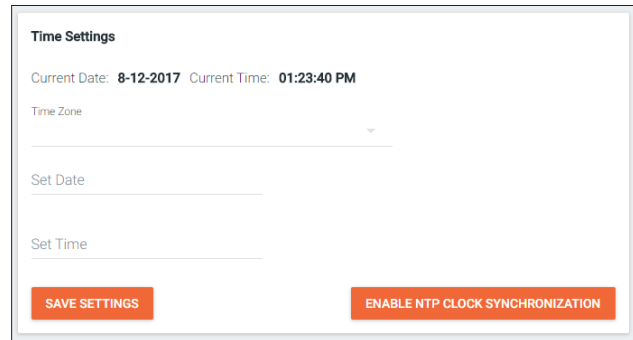 Time Settings
Current Date: 8-12-2017 Current Time: 01:23:40 PM
Time Zone
Set Date
Set Time
SAVE SETTINGS ENABLE NTP CLOCK SYNCHRONIZATION